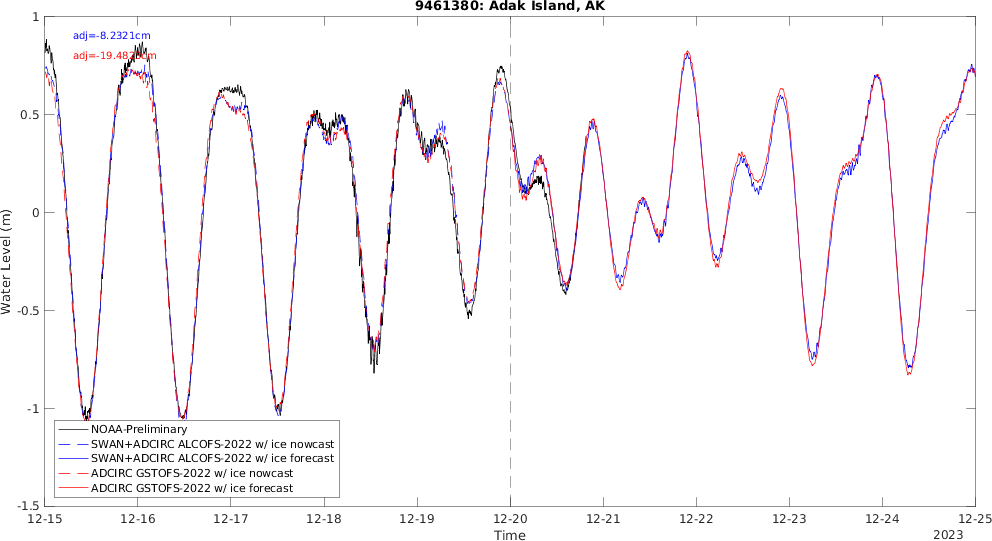 9461380: Adak Island, AK
adj=-8.2321cm
Water Level (m)
1
0.5
0
-0.5
-1
-1.5
NOAA-Preliminary
SWAN+ADCIRC ALCOFS-2022 w/ ice nowcast
SWAN+ADCIRC ALCOFS-2022 w/ ice forecast
ADCIRC GSTOFS-2022 w/ ice nowcast
ADCIRC GSTOFS-2022 w/ ice forecast
12-15 12-16 12-17 12-18 12-19 12-20 12-21 12-22 12-23 12-24 12-25
Time
2023